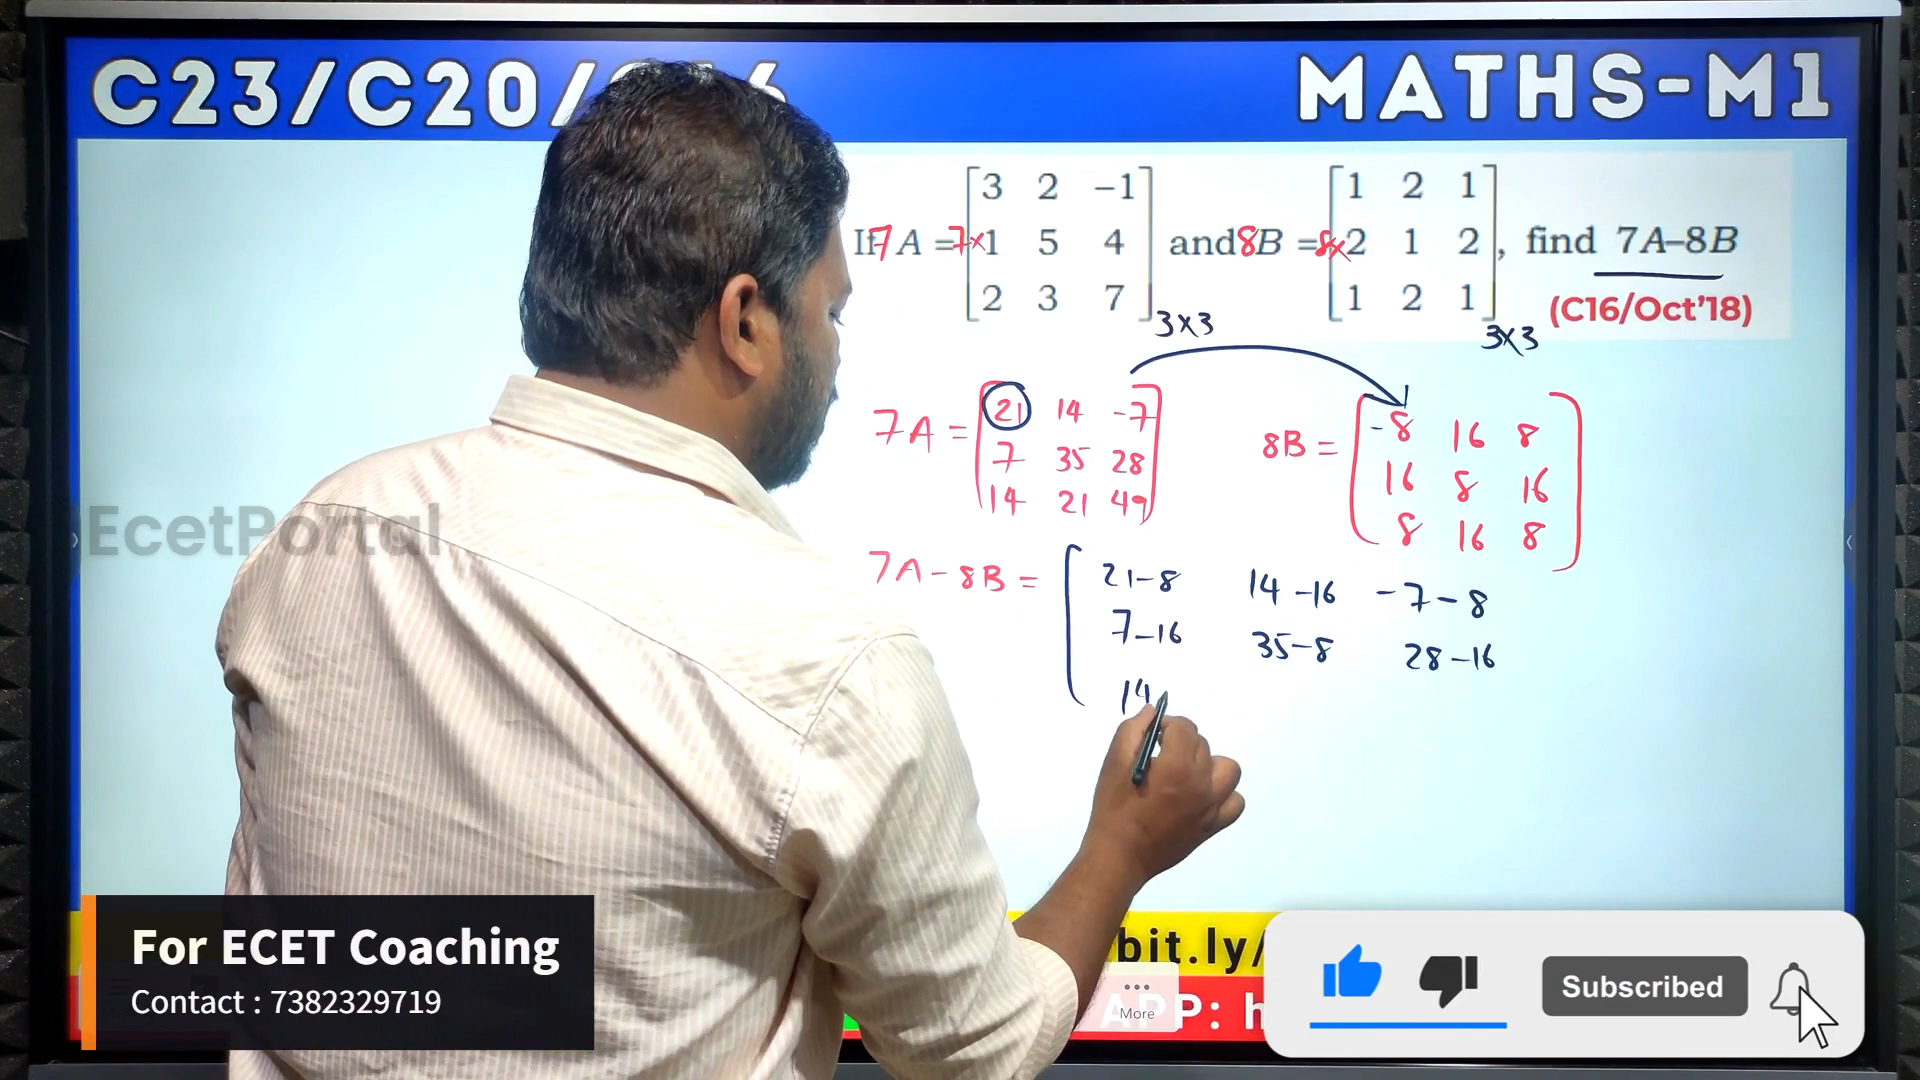 C23/C20/C16 MATHS-M1
If 7A = 7× [3 2 −1] and 8B = 8× [1 2 1], find 7A–8B
[1 5 4] [2 1 2]
[2 3 7] 3×3 [1 2 1] 3×3
(C16/Oct'18)
7A = [21 14 -7] 8B = [-8 16 8]
[7 35 28] [16 8 16]
[14 21 49] [8 16 8]
EcetPortal
7A - 8B = [21-8 14-16 -7-8
7-16 35-8 28-16
14
For ECET Coaching
Contact : 7382329719
bit.ly/
APP: h
More
Subscribed